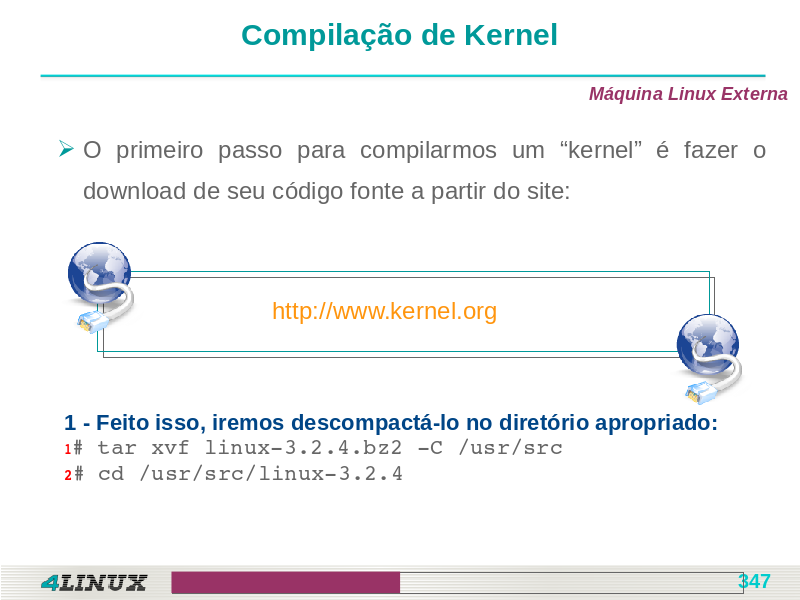 Compilação de Kernel
Máquina Linux Externa
O primeiro passo para compilarmos um “kernel” é fazer o
download de seu código fonte a partir do site:
http://www.kernel.org
1 - Feito isso, iremos descompactá-lo no diretório apropriado:
1# tar xvf linux-3.2.4.bz2 -C /usr/src
2# cd /usr/src/linux-3.2.4
4LINUX
347